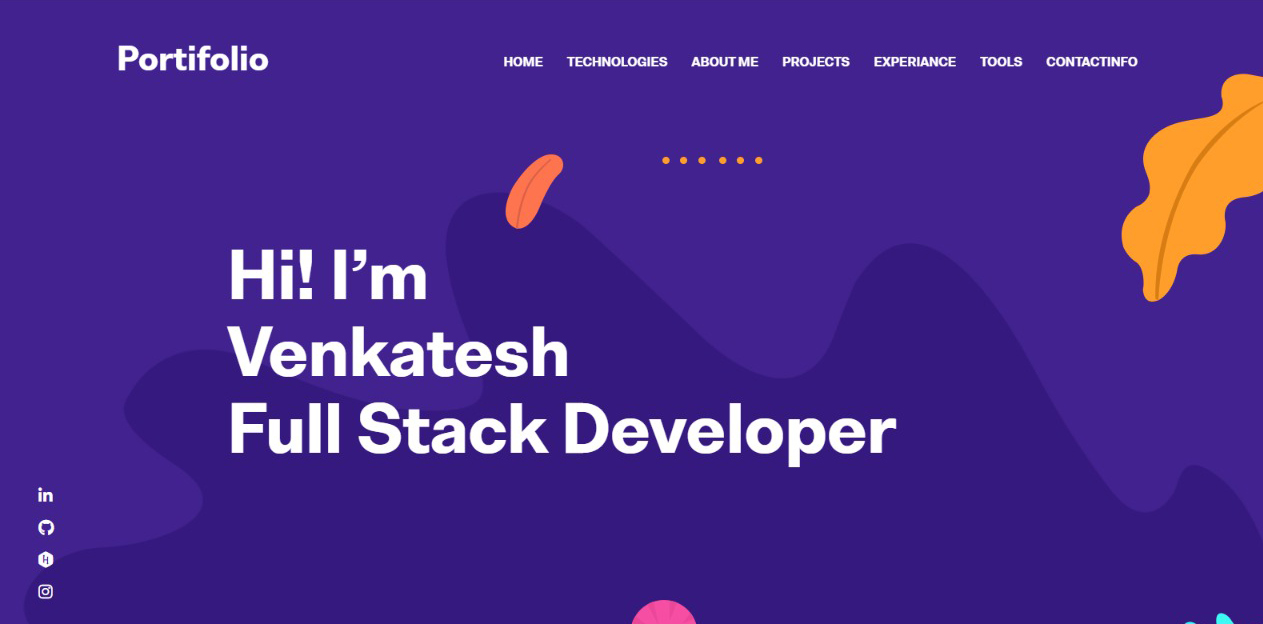 Portifolio
HOME TECHNOLOGIES ABOUT ME PROJECTS EXPERIANCE TOOLS CONTACTINFO
Hi! I’m
Venkatesh
Full Stack Developer